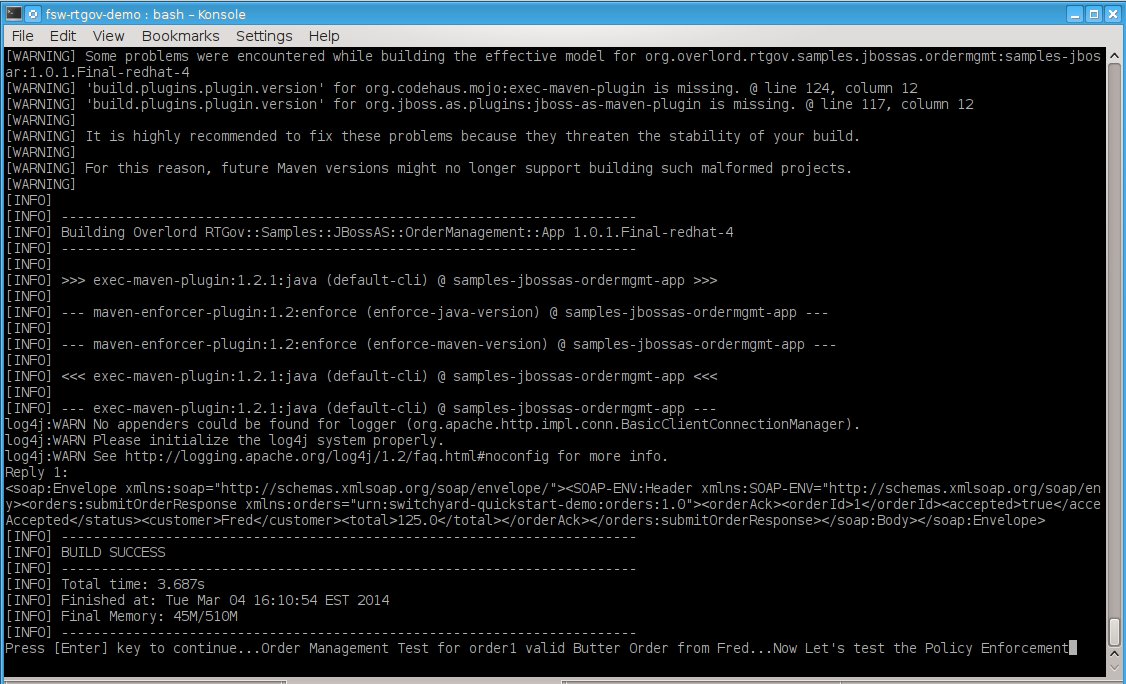 fsw-rtgov-demo : bash – Konsole
File Edit View Bookmarks Settings Help
[WARNING] Some problems were encountered while building the effective model for org.overlord.rtgov.samples.jbossas.ordermgmt:samples-jbos
ar:1.0.1.Final-redhat-4
[WARNING] 'build.plugins.plugin.version' for org.codehaus.mojo:exec-maven-plugin is missing. @ line 124, column 12
[WARNING] 'build.plugins.plugin.version' for org.jboss.as.plugins:jboss-as-maven-plugin is missing. @ line 117, column 12
[WARNING]
[WARNING] It is highly recommended to fix these problems because they threaten the stability of your build.
[WARNING]
[WARNING] For this reason, future Maven versions might no longer support building such malformed projects.
[WARNING]
[INFO]
[INFO] ------------------------------------------------------------------------
[INFO] Building Overlord RTGov::Samples::JBossAS::OrderManagement::App 1.0.1.Final-redhat-4
[INFO] ------------------------------------------------------------------------
[INFO]
[INFO] >>> exec-maven-plugin:1.2.1:java (default-cli) @ samples-jbossas-ordermgmt-app >>>
[INFO]
[INFO] --- maven-enforcer-plugin:1.2:enforce (enforce-java-version) @ samples-jbossas-ordermgmt-app ---
[INFO]
[INFO] --- maven-enforcer-plugin:1.2:enforce (enforce-maven-version) @ samples-jbossas-ordermgmt-app ---
[INFO]
[INFO] <<< exec-maven-plugin:1.2.1:java (default-cli) @ samples-jbossas-ordermgmt-app <<<
[INFO]
[INFO] --- exec-maven-plugin:1.2.1:java (default-cli) @ samples-jbossas-ordermgmt-app ---
log4j:WARN No appenders could be found for logger (org.apache.http.impl.conn.BasicClientConnectionManager).
log4j:WARN Please initialize the log4j system properly.
log4j:WARN See http://logging.apache.org/log4j/1.2/faq.html#noconfig for more info.
Reply 1:
<soap:Envelope xmlns:soap="http://schemas.xmlsoap.org/soap/envelope/"><SOAP-ENV:Header xmlns:SOAP-ENV="http://schemas.xmlsoap.org/soap/en
y><orders:submitOrderResponse xmlns:orders="urn:switchyard-quickstart-demo:orders:1.0"><orderAck><orderId>1</orderId><accepted>true</acce
Accepted</status><customer>Fred</customer><total>125.0</total></orderAck></orders:submitOrderResponse></soap:Body></soap:Envelope>
[INFO] ------------------------------------------------------------------------
[INFO] BUILD SUCCESS
[INFO] ------------------------------------------------------------------------
[INFO] Total time: 3.687s
[INFO] Finished at: Tue Mar 04 16:10:54 EST 2014
[INFO] Final Memory: 45M/510M
[INFO] ------------------------------------------------------------------------
Press [Enter] key to continue...Order Management Test for order1 valid Butter Order from Fred...Now Let's test the Policy Enforcement